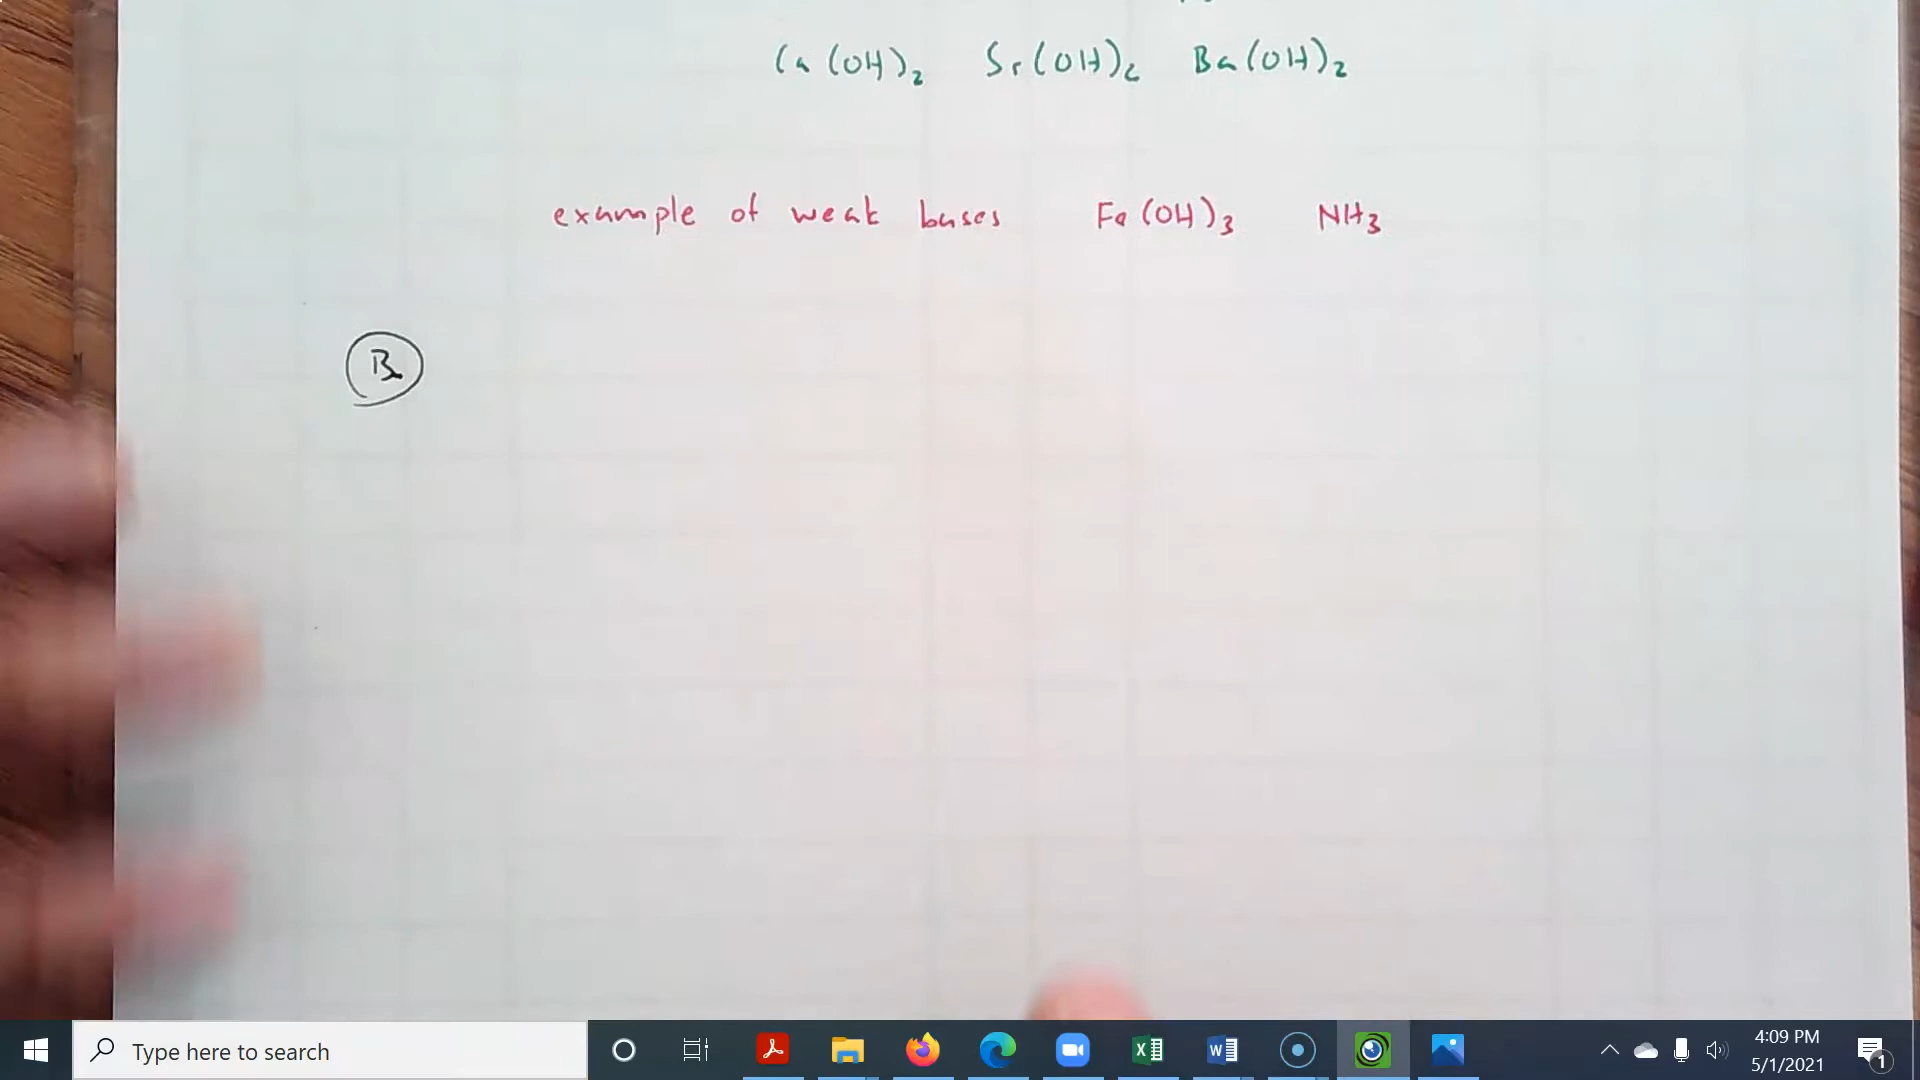 Ca(OH)₂ Sr(OH)₂ Ba(OH)₂
example of weak bases Fe(OH)₃ NH₃
B
Type here to search
4:09 PM
5/1/2021
1